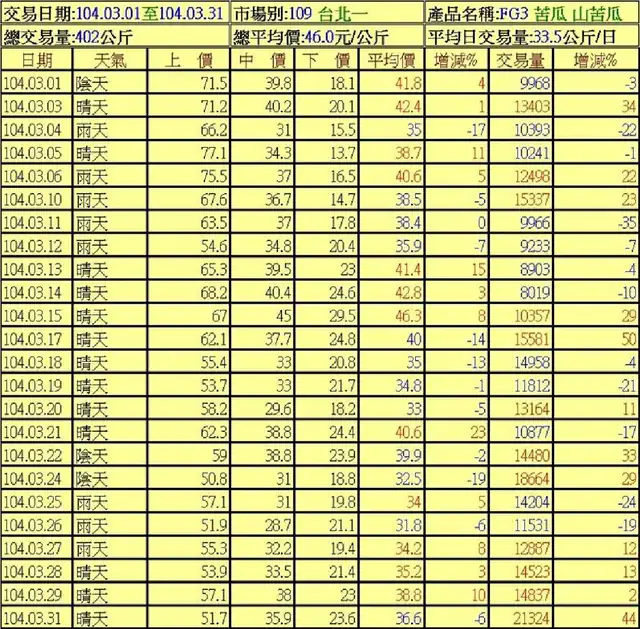 交易日期:104.03.01至104.03.31 市場別:109 台北一 產品名稱:FG3 苦瓜 山苦瓜
總交易量:402公斤 總平均價:46.0元/公斤 平均日交易量:33.5公斤/日
日期 天氣 上 價 中 價 下 價 平均價 增減% 交易量 增減%
104.03.01 陰天 71.5 39.8 18.1 41.8 4 9968 -3
104.03.03 晴天 71.2 40.2 20.1 42.4 1 13403 34
104.03.04 雨天 66.2 31 15.5 35 -17 10393 -22
104.03.05 晴天 77.1 34.3 13.7 38.7 11 10241 -1
104.03.06 雨天 75.5 37 16.5 40.6 5 12498 22
104.03.10 雨天 67.6 36.7 14.7 38.5 -5 15337 23
104.03.11 雨天 63.5 37 17.8 38.4 0 9966 -35
104.03.12 雨天 54.6 34.8 20.4 35.9 -7 9233 -7
104.03.13 晴天 65.3 39.5 23 41.4 15 8903 -4
104.03.14 晴天 68.2 40.4 24.6 42.8 3 8019 -10
104.03.15 晴天 67 45 29.5 46.3 8 10357 29
104.03.17 晴天 62.1 37.7 24.8 40 -14 15581 50
104.03.18 晴天 55.4 33 20.8 35 -13 14958 -4
104.03.19 晴天 53.7 33 21.7 34.8 -1 11812 -21
104.03.20 晴天 58.2 29.6 18.2 33 -5 13164 11
104.03.21 晴天 62.3 38.8 24.4 40.6 23 10877 -17
104.03.22 陰天 59 38.8 23.9 39.9 -2 14480 33
104.03.24 陰天 50.8 31 18.8 32.5 -19 18664 29
104.03.25 雨天 57.1 31 19.8 34 5 14204 -24
104.03.26 雨天 51.9 28.7 21.1 31.8 -6 11531 -19
104.03.27 雨天 55.3 32.2 19.4 34.2 8 12887 12
104.03.28 晴天 53.9 33.5 21.4 35.2 3 14523 13
104.03.29 晴天 57.1 38 23 38.8 10 14837 2
104.03.31 晴天 51.7 35.9 23.6 36.6 -6 21324 44